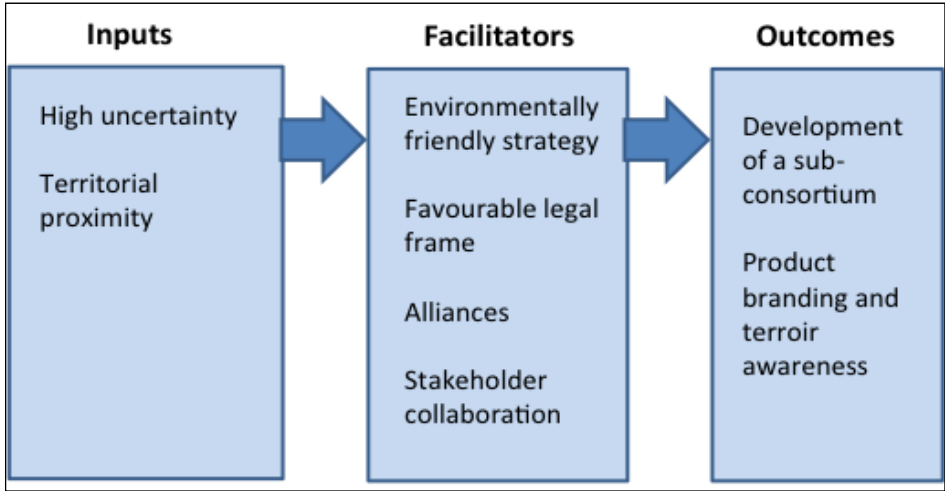 Inputs
High uncertainty
Territorial
proximity
Facilitators
Environmentally
friendly strategy
Favourable legal
frame
Alliances
Stakeholder
collaboration
Outcomes
Development
of a sub-
consortium
Product
branding and
terroir
awareness